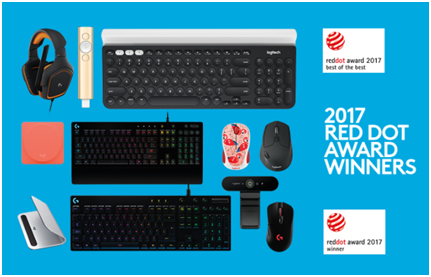 reddot award 2017
best of the best
logitech
2017
RED DOT
AWARD
WINNERS
reddot award 2017
winner